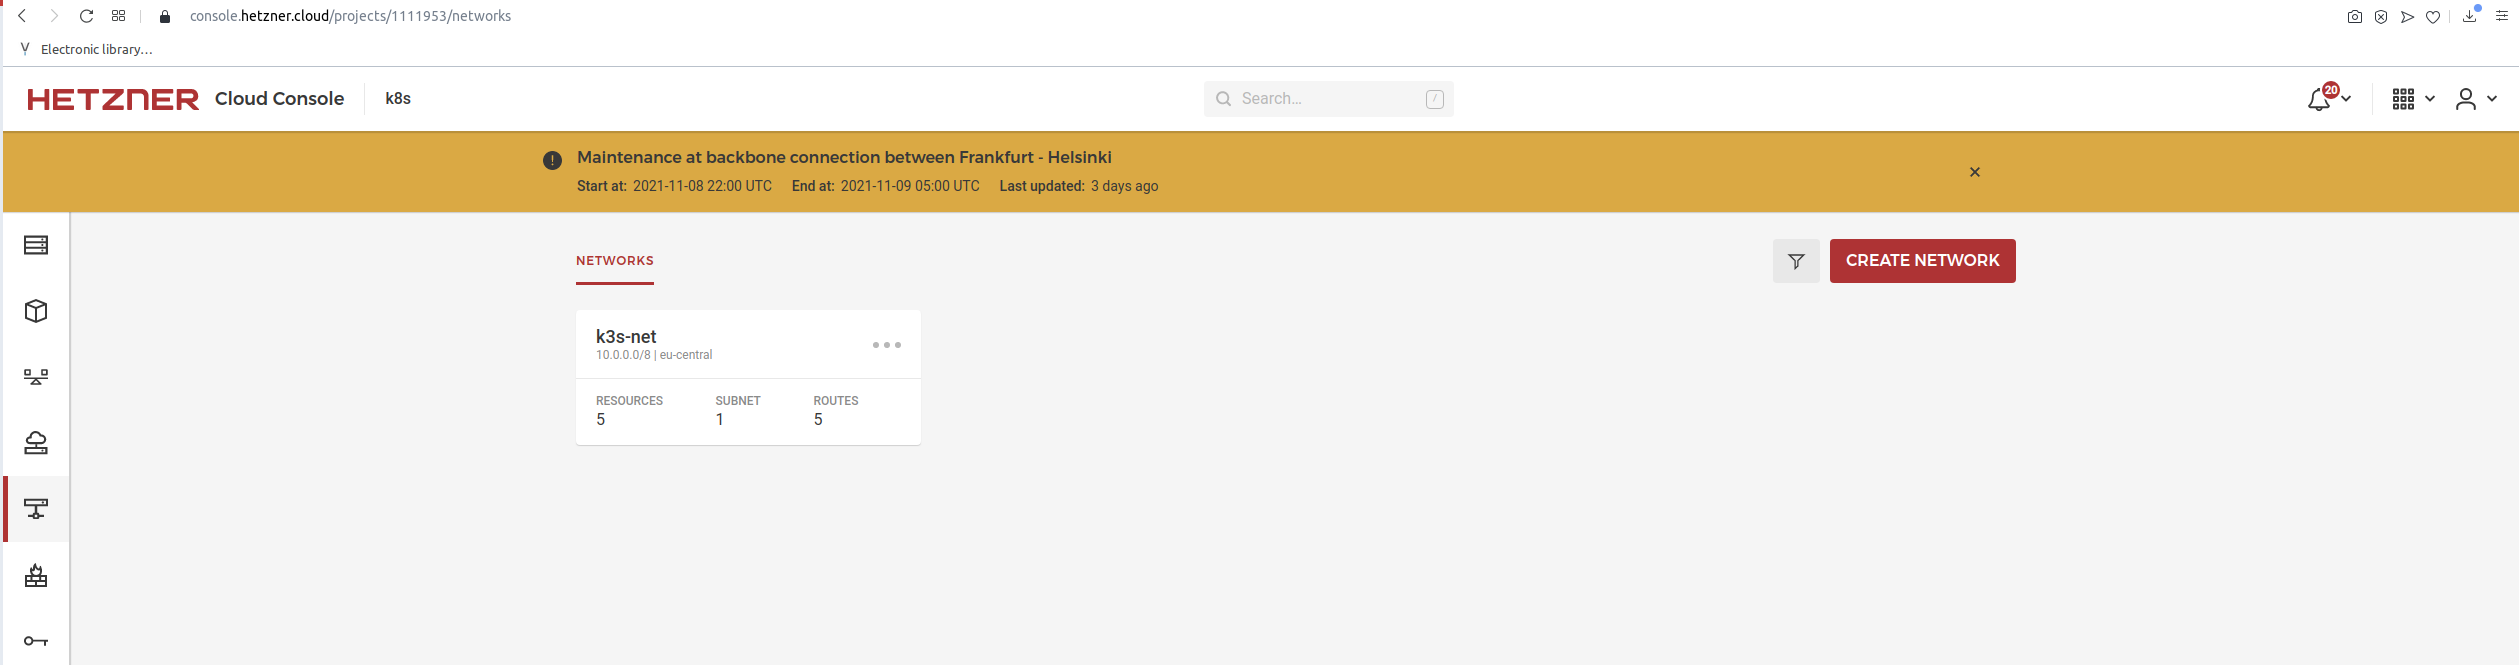 console.hetzner.cloud/projects/1111953/networks
Electronic library...
HETZNER Cloud Console k8s Search... / 20
Maintenance at backbone connection between Frankfurt - Helsinki
Start at: 2021-11-08 22:00 UTC End at: 2021-11-09 05:00 UTC Last updated: 3 days ago
NETWORKS CREATE NETWORK
k3s-net
10.0.0.0/8 | eu-central
RESOURCES SUBNET ROUTES
5 1 5